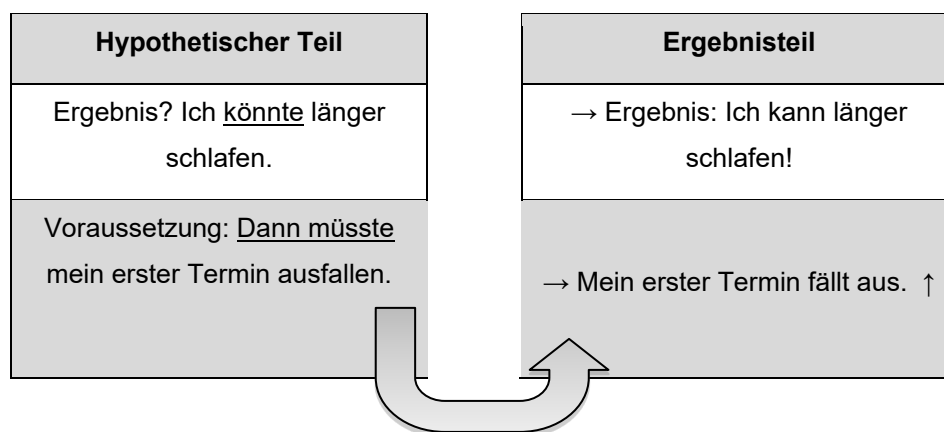 Hypothetischer Teil
Ergebnis? Ich könnte länger
schlafen.
Voraussetzung: Dann müsste
mein erster Termin ausfallen.
Ergebnisteil
→ Ergebnis: Ich kann länger
schlafen!
→ Mein erster Termin fällt aus. ↑